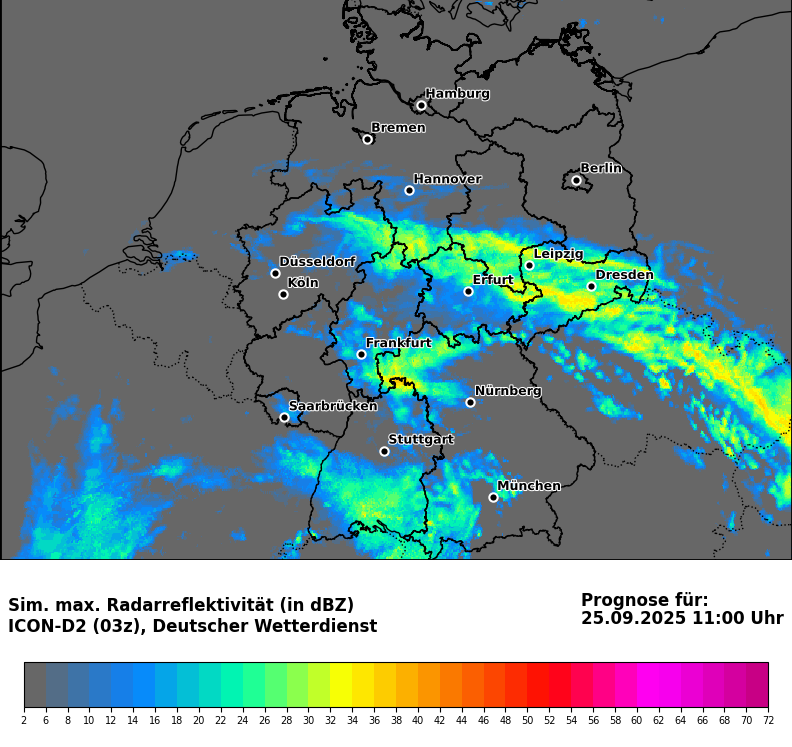 Hamburg
Bremen
Berlin
Hannover
Leipzig
Düsseldorf
Dresden
Erfurt
Köln
Frankfurt
Nürnberg
Saarbrücken
Stuttgart
München
Sim. max. Radarreflektivität (in dBZ)
ICON-D2 (03z), Deutscher Wetterdienst
Prognose für:
25.09.2025 11:00 Uhr
2 6 8 10 12 14 16 18 20 22 24 26 28 30 32 34 36 38 40 42 44 46 48 50 52 54 56 58 60 62 64 66 68 70 72